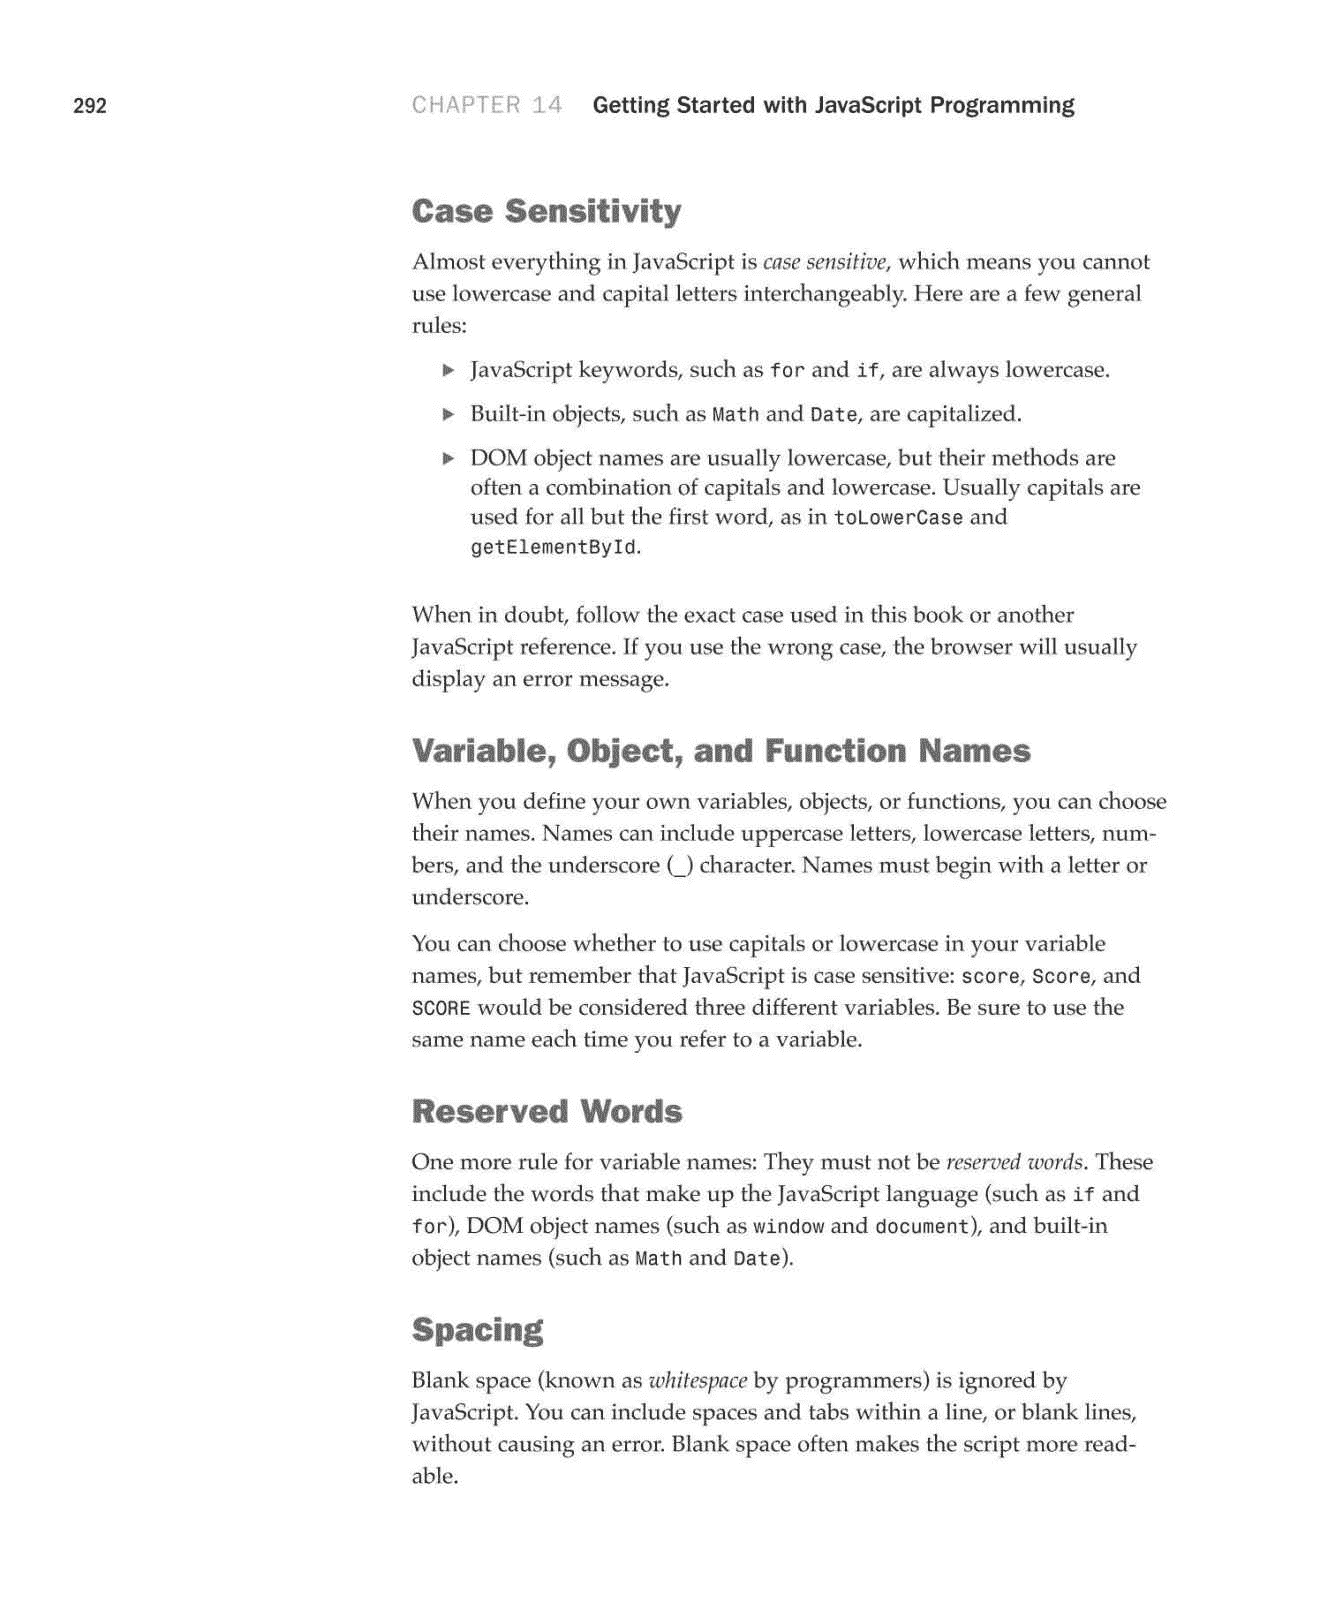 292
CHAPTER 14 Getting Started with JavaScript Programming
Case Sensitivity
Almost everything in JavaScript is case sensitive, which means you cannot
use lowercase and capital letters interchangeably. Here are a few general
rules:
▶ JavaScript keywords, such as for and if, are always lowercase.
▶ Built-in objects, such as Math and Date, are capitalized.
▶ DOM object names are usually lowercase, but their methods are
often a combination of capitals and lowercase. Usually capitals are
used for all but the first word, as in toLowerCase and
getElementById.
When in doubt, follow the exact case used in this book or another
JavaScript reference. If you use the wrong case, the browser will usually
display an error message.
Variable, Object, and Function Names
When you define your own variables, objects, or functions, you can choose
their names. Names can include uppercase letters, lowercase letters, num-
bers, and the underscore (_) character. Names must begin with a letter or
underscore.
You can choose whether to use capitals or lowercase in your variable
names, but remember that JavaScript is case sensitive: score, Score, and
SCORE would be considered three different variables. Be sure to use the
same name each time you refer to a variable.
Reserved Words
One more rule for variable names: They must not be reserved words. These
include the words that make up the JavaScript language (such as if and
for), DOM object names (such as window and document), and built-in
object names (such as Math and Date).
Spacing
Blank space (known as whitespace by programmers) is ignored by
JavaScript. You can include spaces and tabs within a line, or blank lines,
without causing an error. Blank space often makes the script more read-
able.